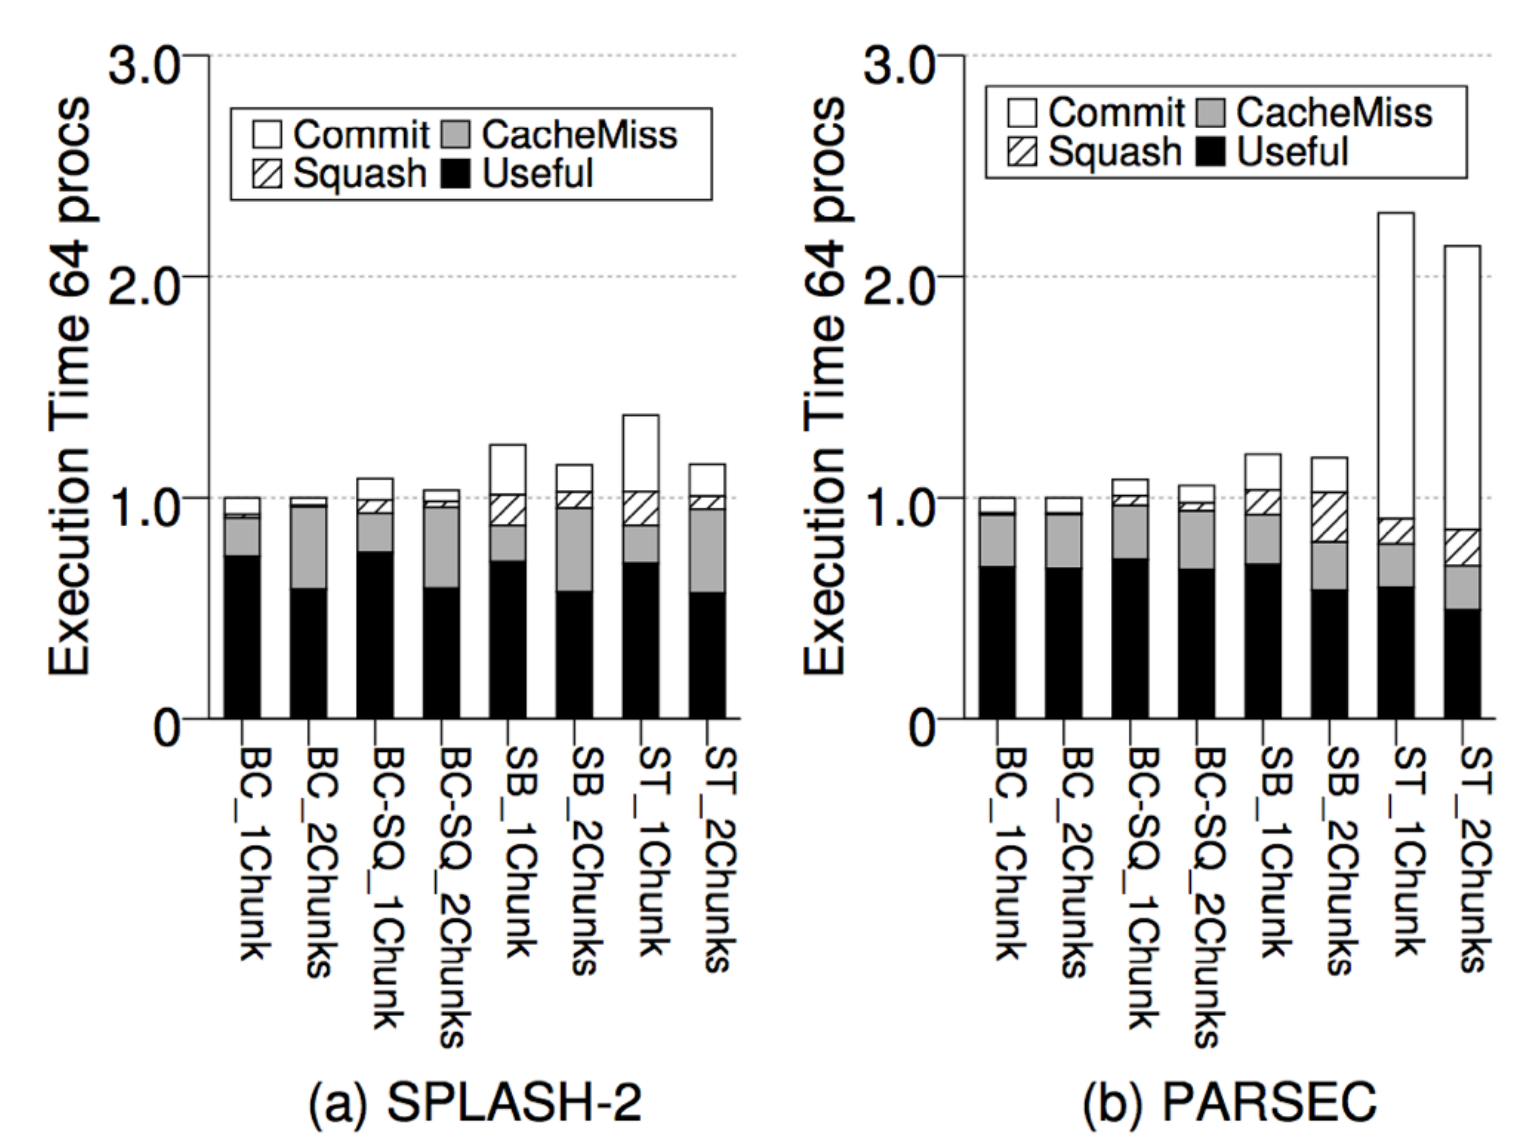 Execution Time 64 procs
3.0
2.0
1.0
0
Commit CacheMiss
Squash Useful
BC_1Chunk
BC_2Chunks
BC-SQ_1Chunk
BC-SQ_2Chunks
SB_1Chunk
SB_2Chunks
ST_1Chunk
ST_2Chunks
(a) SPLASH-2
Execution Time 64 procs
3.0
2.0
1.0
0
Commit CacheMiss
Squash Useful
BC_1Chunk
BC_2Chunks
BC-SQ_1Chunk
BC-SQ_2Chunks
SB_1Chunk
SB_2Chunks
ST_1Chunk
ST_2Chunks
(b) PARSEC